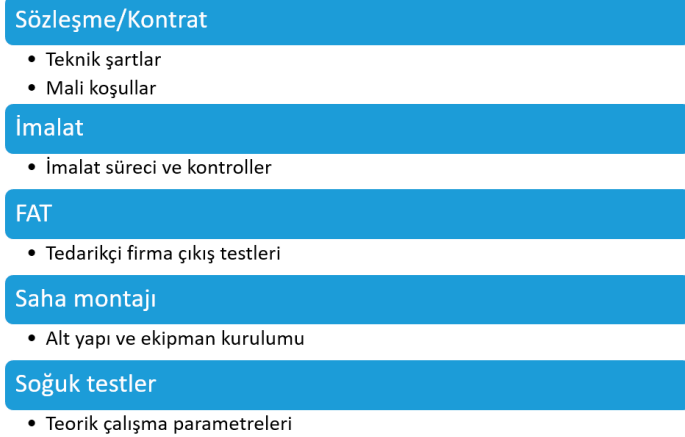 Sözleşme/Kontrat
• Teknik şartlar
• Mali koşullar
İmalat
• İmalat süreci ve kontroller
FAT
• Tedarikçi firma çıkış testleri
Saha montajı
• Alt yapı ve ekipman kurulumu
Soğuk testler
• Teorik çalışma parametreleri